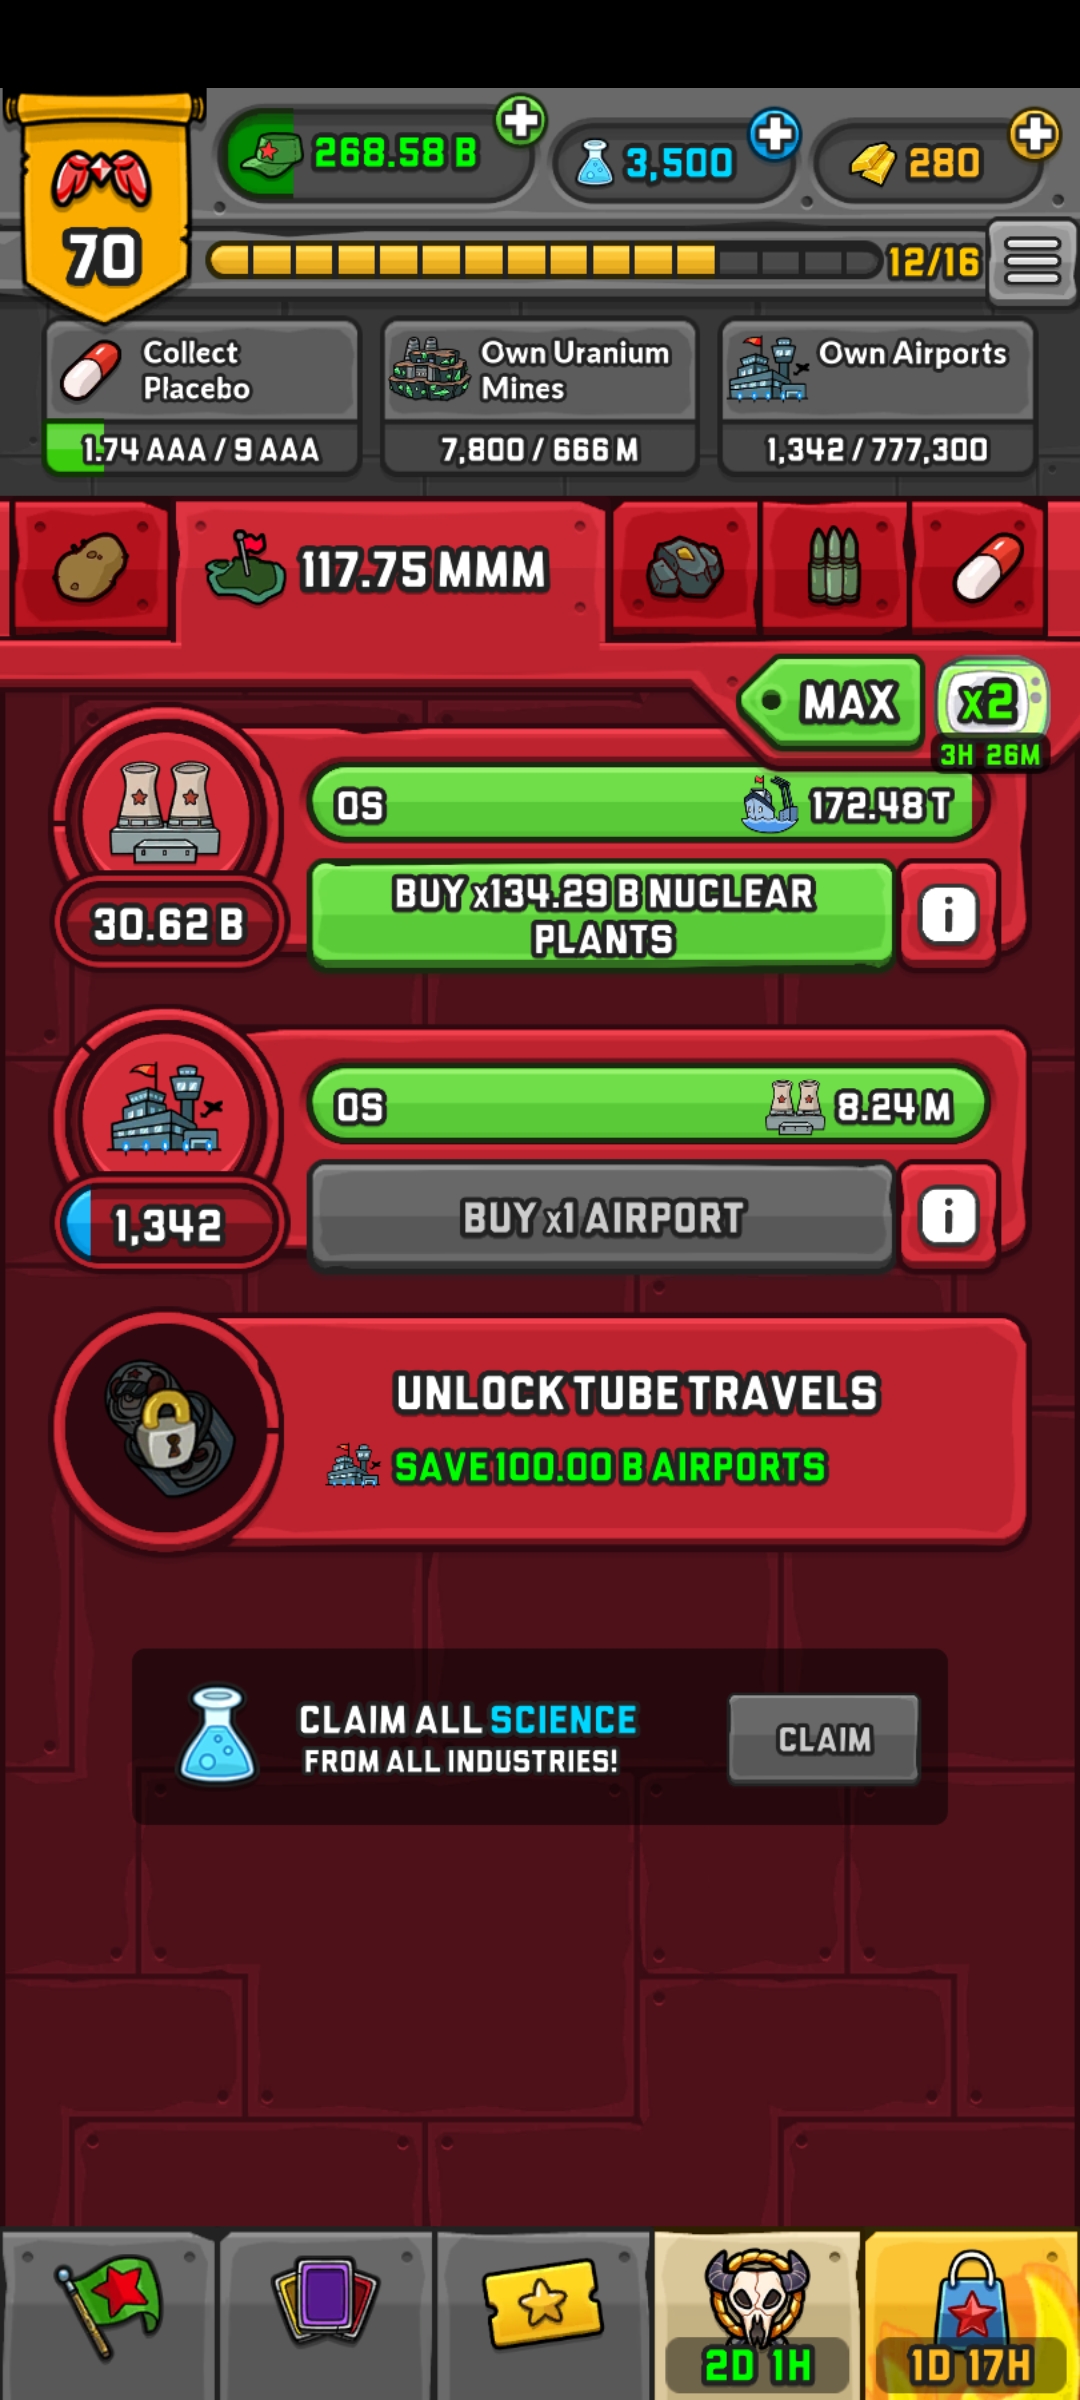 268.58 B
3,500
280
70
12/16
Collect
Placebo
1.74 AAA / 9 AAA
Own Uranium
Mines
7,800 / 666 M
Own Airports
1,342 / 777,300
117.75 MMM
MAX
x2
3H 26M
0S
172.48 T
30.62 B
BUY x134.29 B NUCLEAR
PLANTS
i
0S
8.24 M
1,342
BUY x1 AIRPORT
i
UNLOCK TUBE TRAVELS
SAVE 100.00 B AIRPORTS
CLAIM ALL SCIENCE
FROM ALL INDUSTRIES!
CLAIM
2D 1H
1D 17H